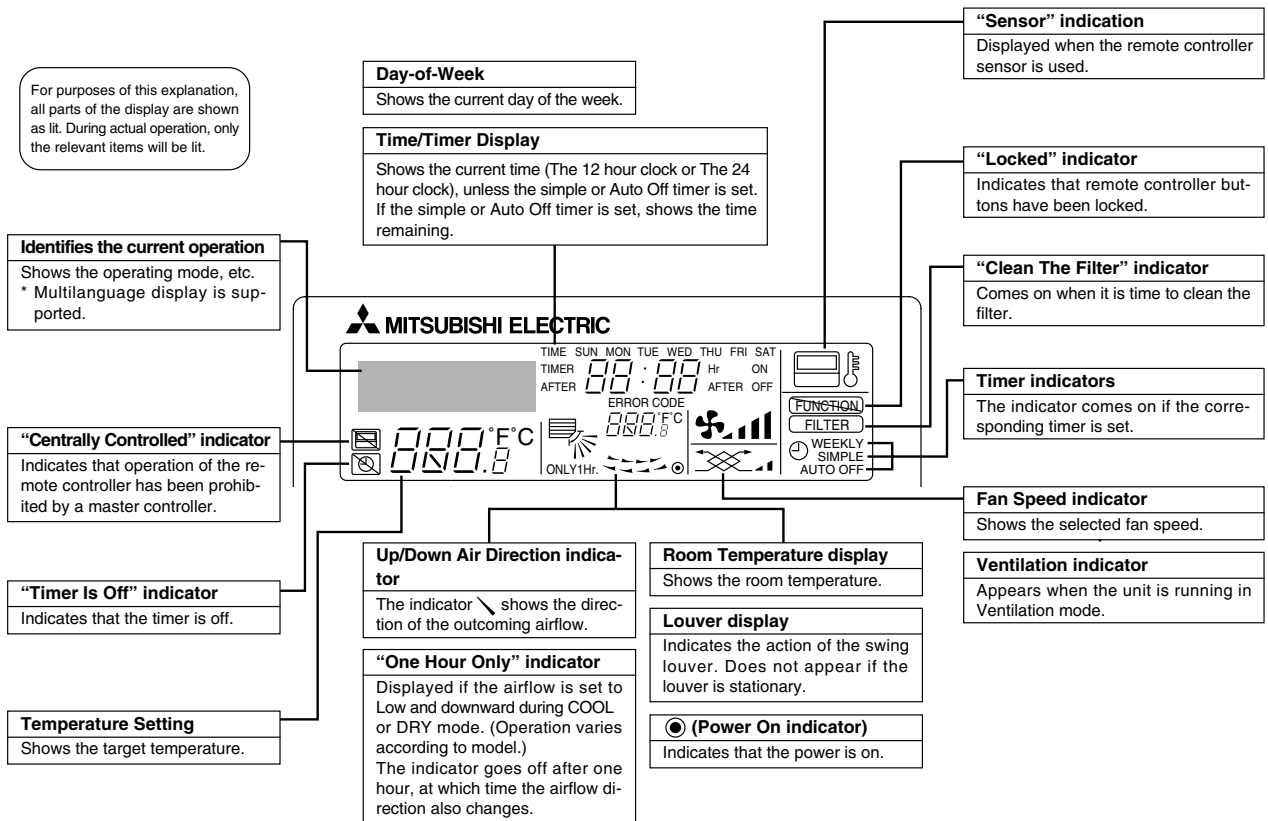 For purposes of this explanation,
all parts of the display are shown
as lit. During actual operation, only
the relevant items will be lit.
Day-of-Week
Shows the current day of the week.
Time/Timer Display
Shows the current time (The 12 hour clock or The 24
hour clock), unless the simple or Auto Off timer is set.
If the simple or Auto Off timer is set, shows the time
remaining.
“Sensor” indication
Displayed when the remote controller
sensor is used.
“Locked” indicator
Indicates that remote controller but-
tons have been locked.
Identifies the current operation
Shows the operating mode, etc.
* Multilanguage display is sup-
ported.
“Clean The Filter” indicator
Comes on when it is time to clean the
filter.
MITSUBISHI ELECTRIC
TIME SUN MON TUE WED THU FRI SAT
TIMER 88:88 Hr ON
AFTER AFTER OFF
ERROR CODE
888.8 °F°C
888.8 °F°C
ONLY1Hr.
FUNCTION
FILTER
WEEKLY
SIMPLE
AUTO OFF
Timer indicators
The indicator comes on if the corre-
sponding timer is set.
“Centrally Controlled” indicator
Indicates that operation of the re-
mote controller has been prohib-
ited by a master controller.
Fan Speed indicator
Shows the selected fan speed.
“Timer Is Off” indicator
Indicates that the timer is off.
Up/Down Air Direction indica-
tor
The indicator shows the direc-
tion of the outcoming airflow.
Room Temperature display
Shows the room temperature.
Ventilation indicator
Appears when the unit is running in
Ventilation mode.
Louver display
Indicates the action of the swing
louver. Does not appear if the
louver is stationary.
“One Hour Only” indicator
Displayed if the airflow is set to
Low and downward during COOL
or DRY mode. (Operation varies
according to model.)
The indicator goes off after one
hour, at which time the airflow di-
rection also changes.
Temperature Setting
Shows the target temperature.
(Power On indicator)
Indicates that the power is on.